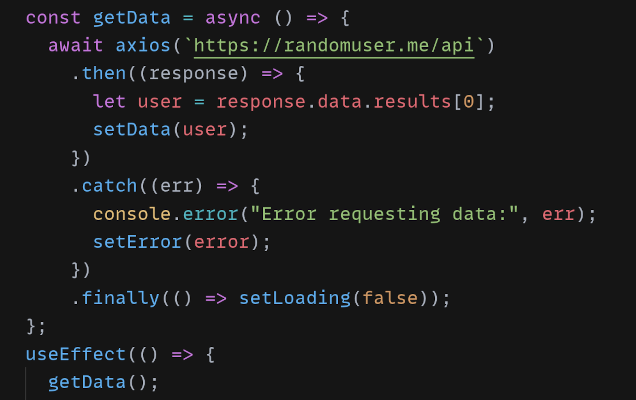 const getData = async () => {
await axios(`https://randomuser.me/api`)
.then((response) => {
let user = response.data.results[0];
setData(user);
})
.catch((err) => {
console.error("Error requesting data:", err);
setError(error);
})
.finally(() => setLoading(false));
};
useEffect(() => {
getData();